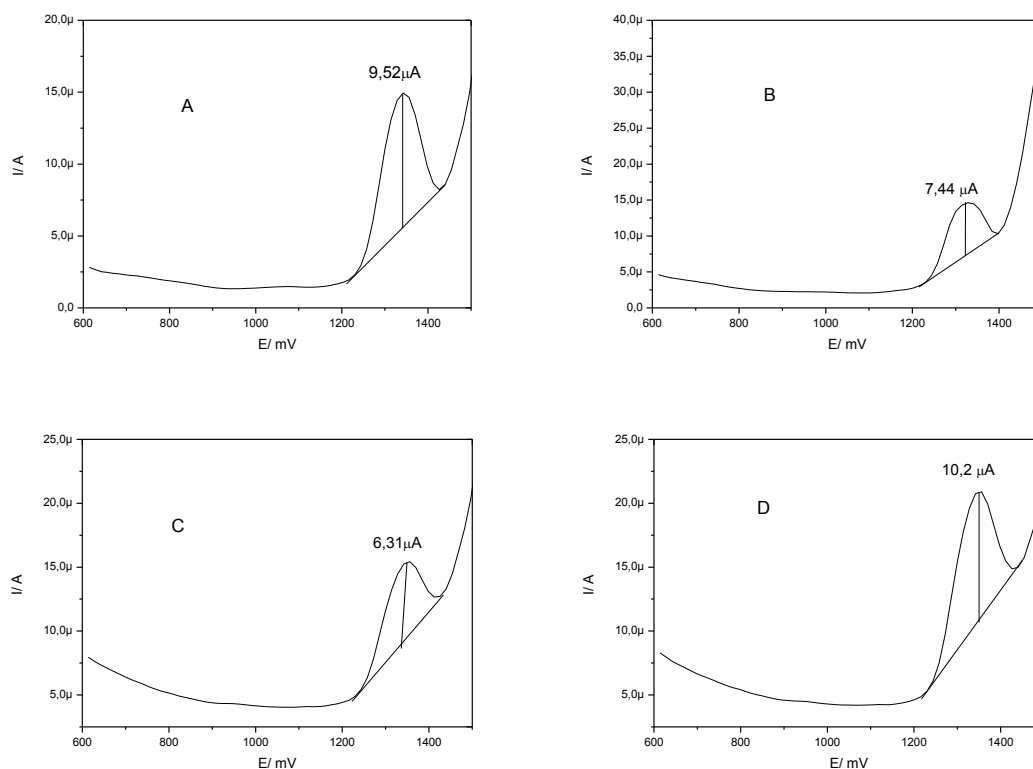 20,0µ
15,0µ
10,0µ
5,0µ
0,0
I/ A
9,52µA
A
600 800 1000 1200 1400
E/ mV
40,0µ
35,0µ
30,0µ
25,0µ
20,0µ
15,0µ
10,0µ
5,0µ
0,0
I/ A
B
7,44 µA
600 800 1000 1200 1400
E/ mV
25,0µ
20,0µ
15,0µ
10,0µ
5,0µ
I/ A
C
6,31µA
600 800 1000 1200 1400
E/ mV
25,0µ
20,0µ
15,0µ
10,0µ
5,0µ
I/ A
10,2 µA
D
600 800 1000 1200 1400
E/ mV